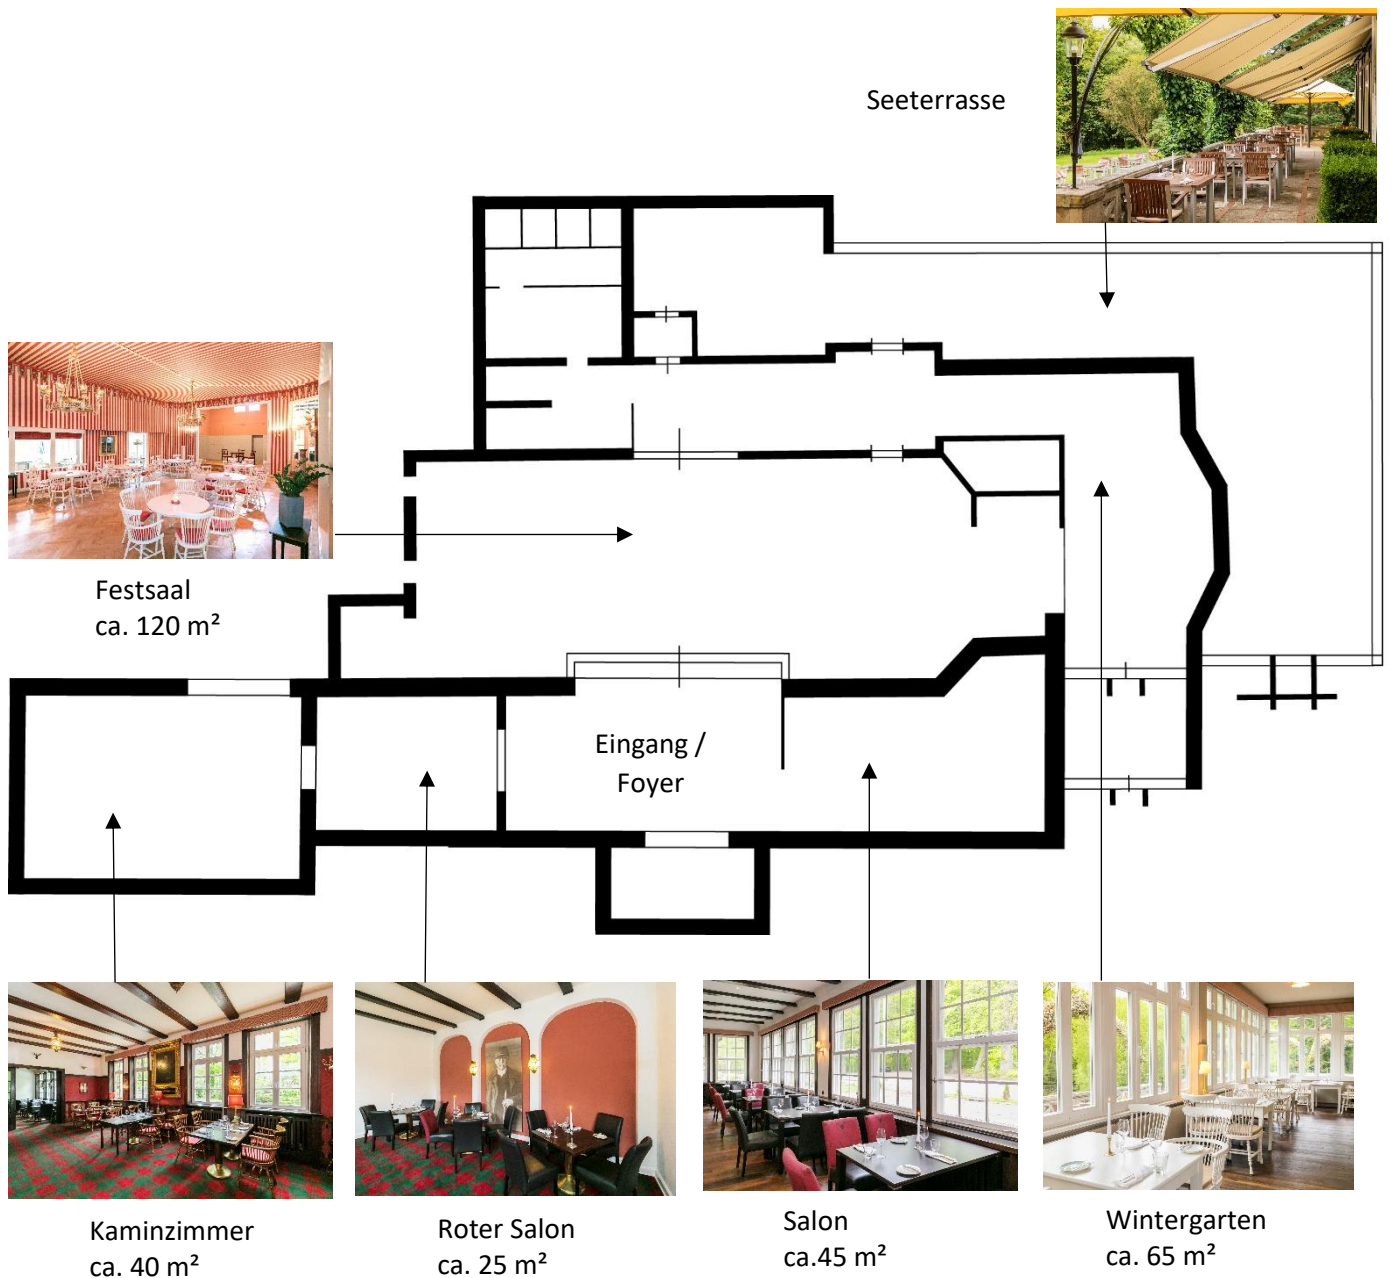 Seeterrasse
Festsaal
ca. 120 m²
Eingang /
Foyer
Kaminzimmer
ca. 40 m²
Roter Salon
ca. 25 m²
Salon
ca.45 m²
Wintergarten
ca. 65 m²